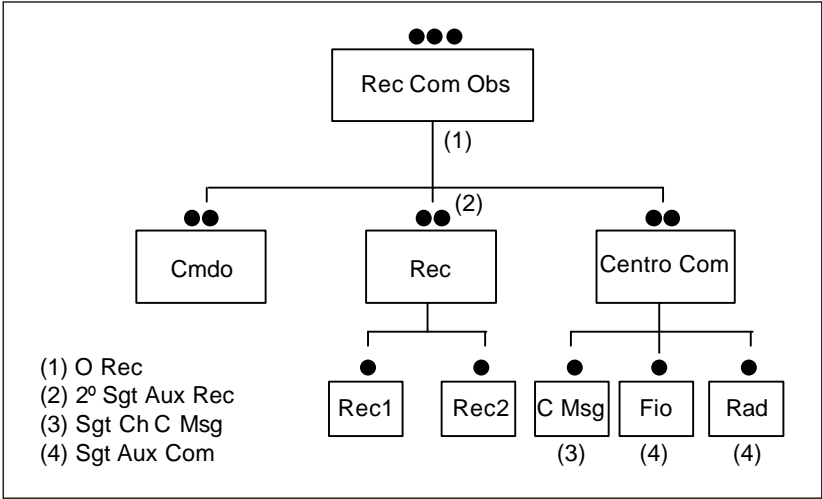 Rec Com Obs
(1)
(2)
Cmdo
Rec
Centro Com
Rec1
Rec2
C Msg
Fio
Rad
(3)
(4)
(4)
(1) O Rec
(2) 2º Sgt Aux Rec
(3) Sgt Ch C Msg
(4) Sgt Aux Com